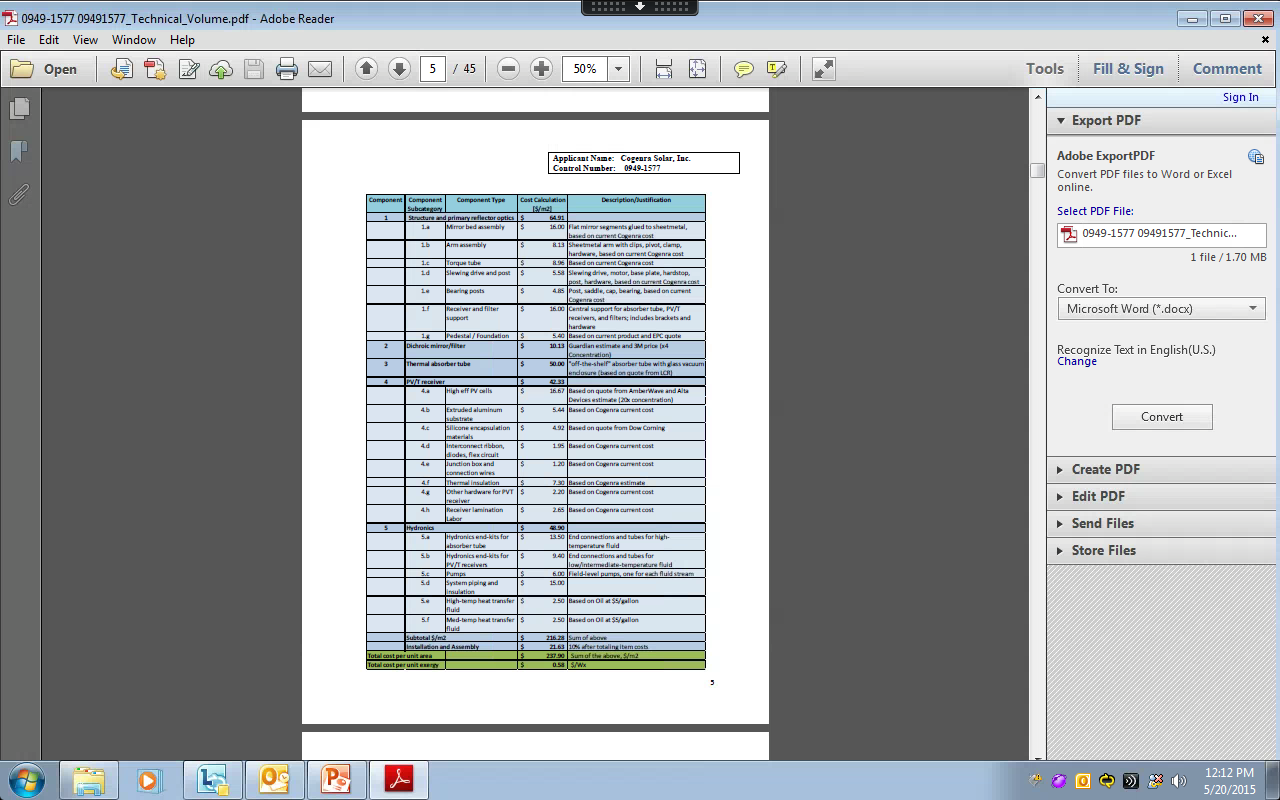 0949-1577 09491577_Technical_Volume.pdf - Adobe Reader
File Edit View Window Help
Open 5 / 45 50% Tools Fill & Sign Comment
Sign In
Export PDF
Adobe ExportPDF
Convert PDF files to Word or Excel
online.
Select PDF File:
0949-1577 09491577_Technic...
1 file / 1.70 MB
Convert To:
Microsoft Word (*.docx)
Recognize Text in English(U.S.)
Change
Convert
Create PDF
Edit PDF
Send Files
Store Files
Applicant Name: Cogenra Solar, Inc.
Control Number: 0949-1577
Component Component Subcategory Component Type Cost Calculation [$/m2] Description/Justification
1 Structure and primary reflector optics $ 64.91
1.a Mirror bed assembly $ 16.00 Flat mirror segments glued to sheetmetal, based on current Cogenra cost
1.b Arm assembly $ 8.13 Sheetmetal arm with clips, pivot, clamp, hardware, based on current Cogenra cost
1.c Torque tube $ 8.96 Based on current Cogenra cost
1.d Slewing drive and post $ 5.58 Slewing drive, motor, base plate, hardstop, post, hardware, based on current Cogenra cost
1.e Bearing posts $ 4.85 Post, saddle, cap, bearing, based on current Cogenra cost
1.f Receiver and filter support $ 16.00 Central support for absorber tube, PV/T receivers, and filters; includes brackets and hardware
1.g Pedestal / Foundation $ 5.40 Based on current product and EPC quote
2 Dichroic mirror/filter $ 10.13 Guardian estimate and 3M price (x4 Concentration)
3 Thermal absorber tube $ 50.00 "off-the-shelf" absorber tube with glass vacuum enclosure (based on quote from LCR)
4 PV/T receiver $ 42.33
4.a High eff PV cells $ 16.67 Based on quote from AmberWave and Alta Devices estimate (20x concentration)
4.b Extruded aluminum substrate $ 5.44 Based on Cogenra current cost
4.c Silicone encapsulation materials $ 4.92 Based on quote from Dow Corning
4.d Interconnect ribbon, diodes, flex circuit $ 1.95 Based on Cogenra current cost
4.e Junction box and connection wires $ 1.20 Based on Cogenra current cost
4.f Thermal Insulation $ 7.30 Based on Cogenra estimate
4.g Other hardware for PVT receiver $ 2.20 Based on Cogenra current cost
4.h Receiver lamination Labor $ 2.65 Based on Cogenra current cost
5 Hydronics $ 48.90
5.a Hydronics end-kits for absorber tube $ 13.50 End connections and tubes for high-temperature fluid
5.b Hydronics end-kits for PV/T receivers $ 9.40 End connections and tubes for low/intermediate-temperature fluid
5.c Pumps $ 6.00 Field-level pumps, one for each fluid stream
5.d System piping and insulation $ 15.00
5.e High-temp heat transfer fluid $ 2.50 Based on Oil at $5/gallon
5.f Med-temp heat transfer fluid $ 2.50 Based on Oil at $5/gallon
Subtotal $/m2 $ 216.28 Sum of above
Installation and Assembly $ 21.63 10% after totaling item costs
Total cost per unit area $ 237.90 Sum of the above, $/m2
Total cost per unit exergy $ 0.58 $/Wx
5
12:12 PM
5/20/2015